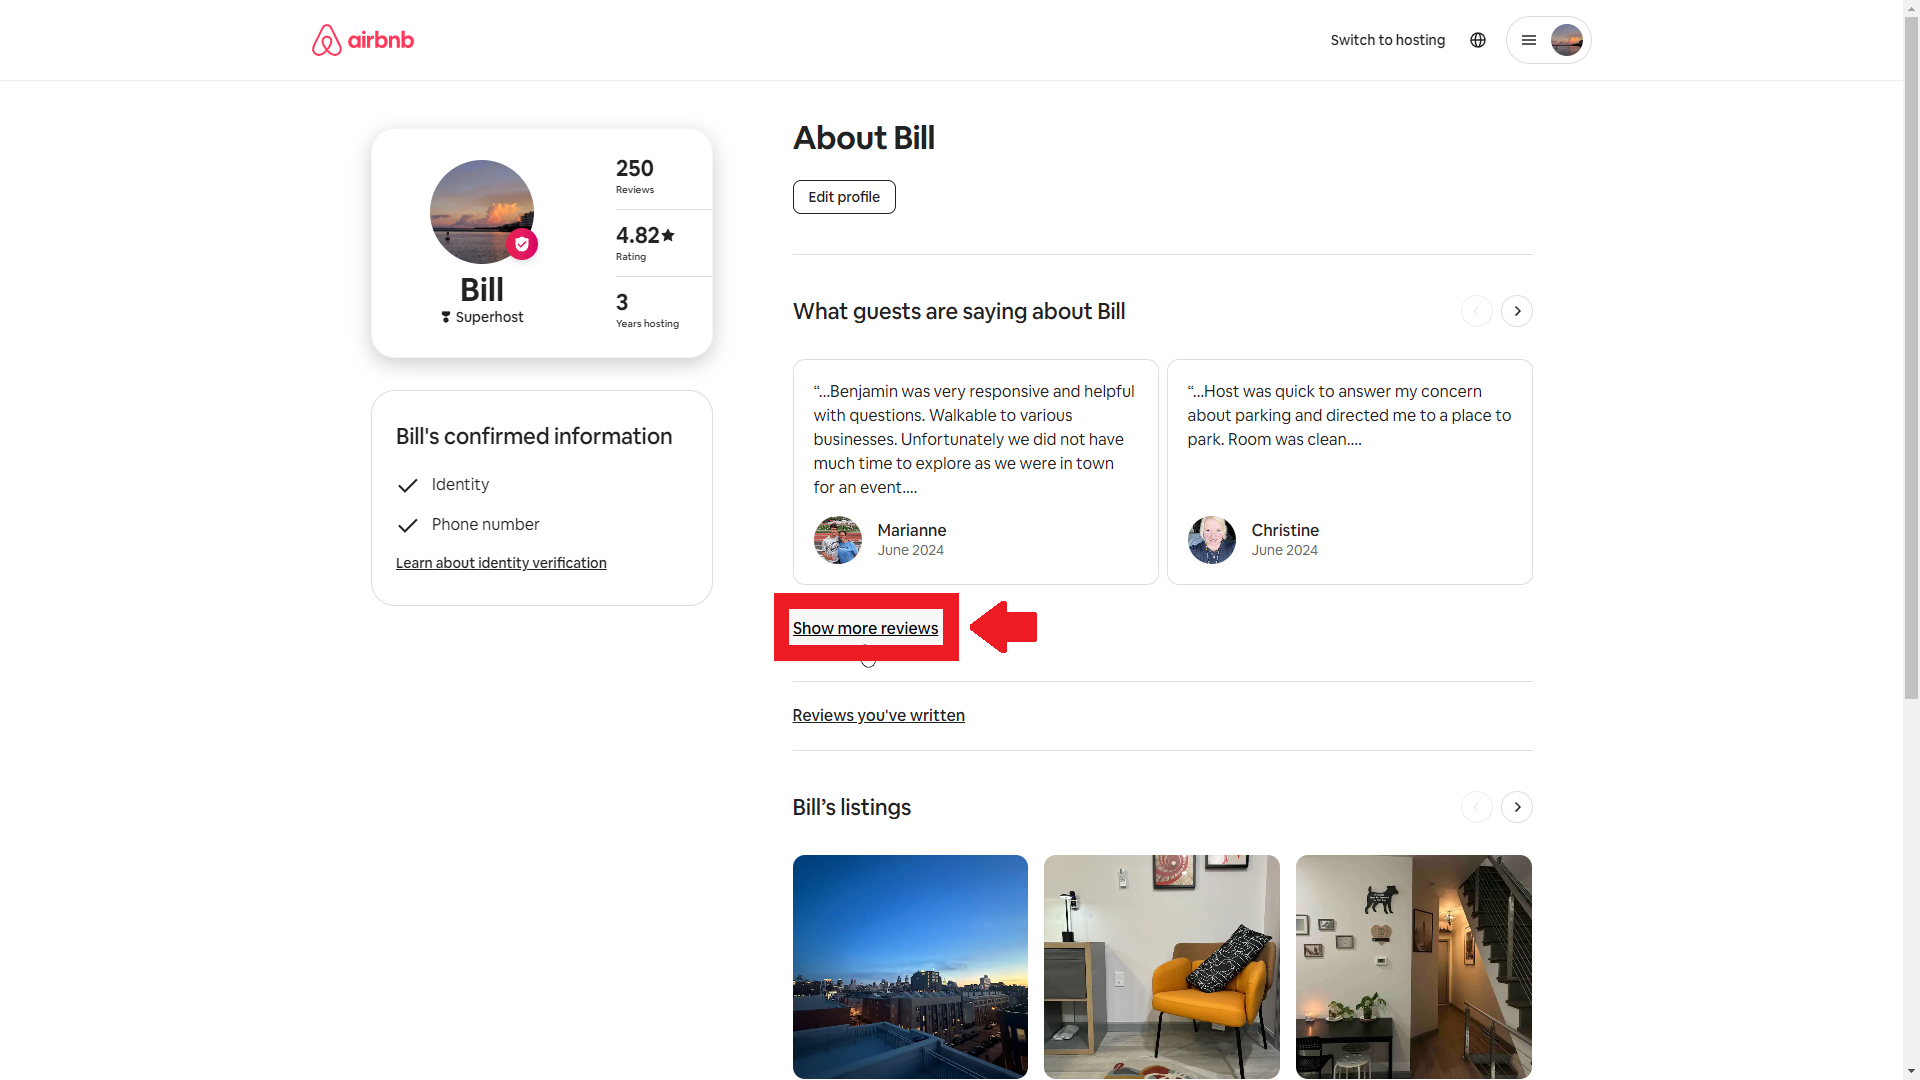 airbnb
Switch to hosting
250
Reviews
4.82★
Rating
3
Years hosting
Bill
Superhost
Bill's confirmed information
Identity
Phone number
Learn about identity verification
About Bill
Edit profile
What guests are saying about Bill
“...Benjamin was very responsive and helpful
with questions. Walkable to various
businesses. Unfortunately we did not have
much time to explore as we were in town
for an event....
Marianne
June 2024
“...Host was quick to answer my concern
about parking and directed me to a place to
park. Room was clean....
Christine
June 2024
Show more reviews
Reviews you've written
Bill’s listings